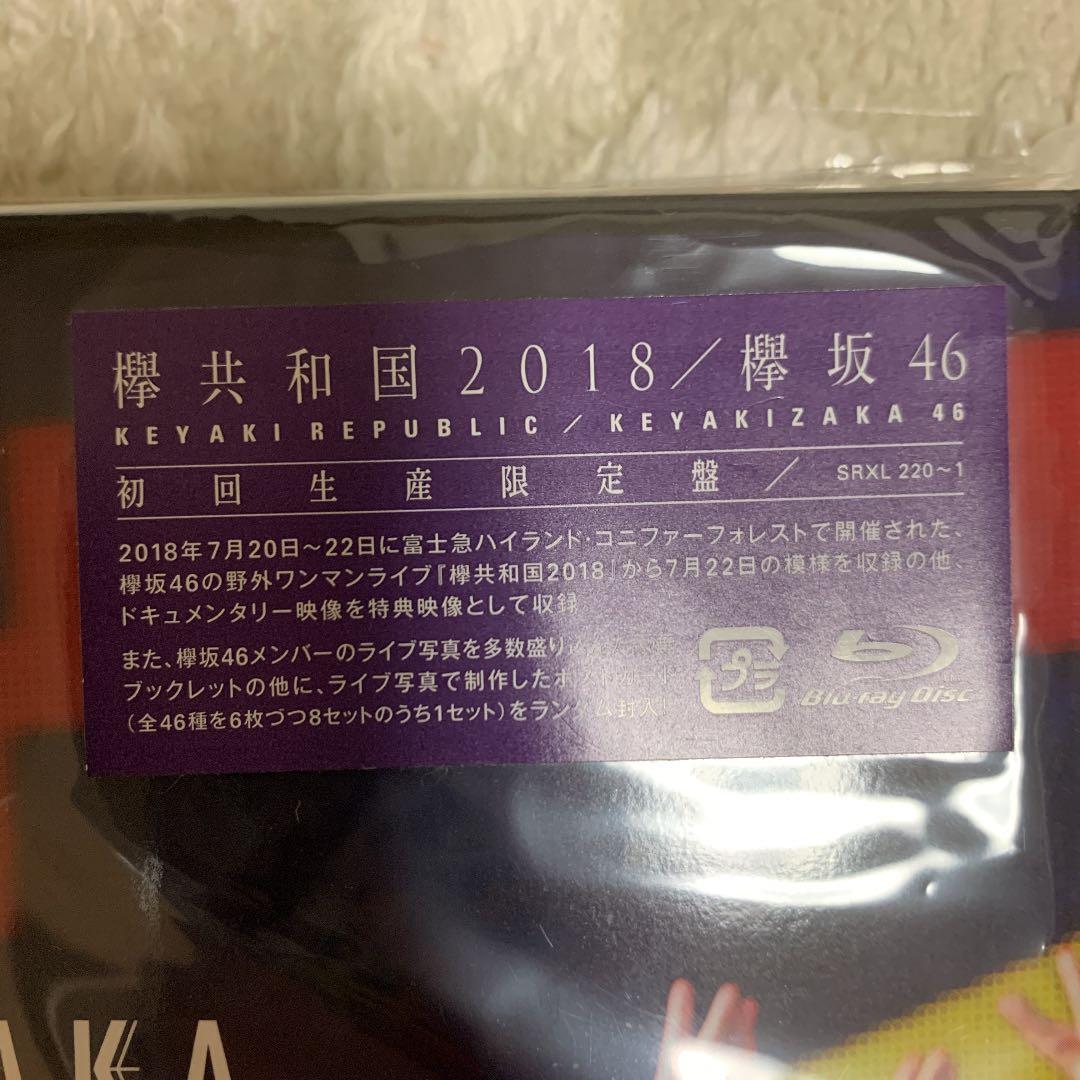 欅共和国2018／欅坂46
KEYAKI REPUBLIC / KEYAKIZAKA 46
初回生産限定盤／ SRXL 220〜1
2018年7月20日〜22日に富士急ハイランド・コニファーフォレストで開催された、
欅坂46の野外ワンマンライブ『欅共和国2018』から7月22日の模様を収録の他、
ドキュメンタリー映像を特典映像として収録
また、欅坂46メンバーのライブ写真を多数盛り
ブックレットの他に、ライブ写真で制作したポストカード
(全46種を6枚づつ8セットのうち1セット)をランダム封入
プラ
Blu-ray Disc
AKA